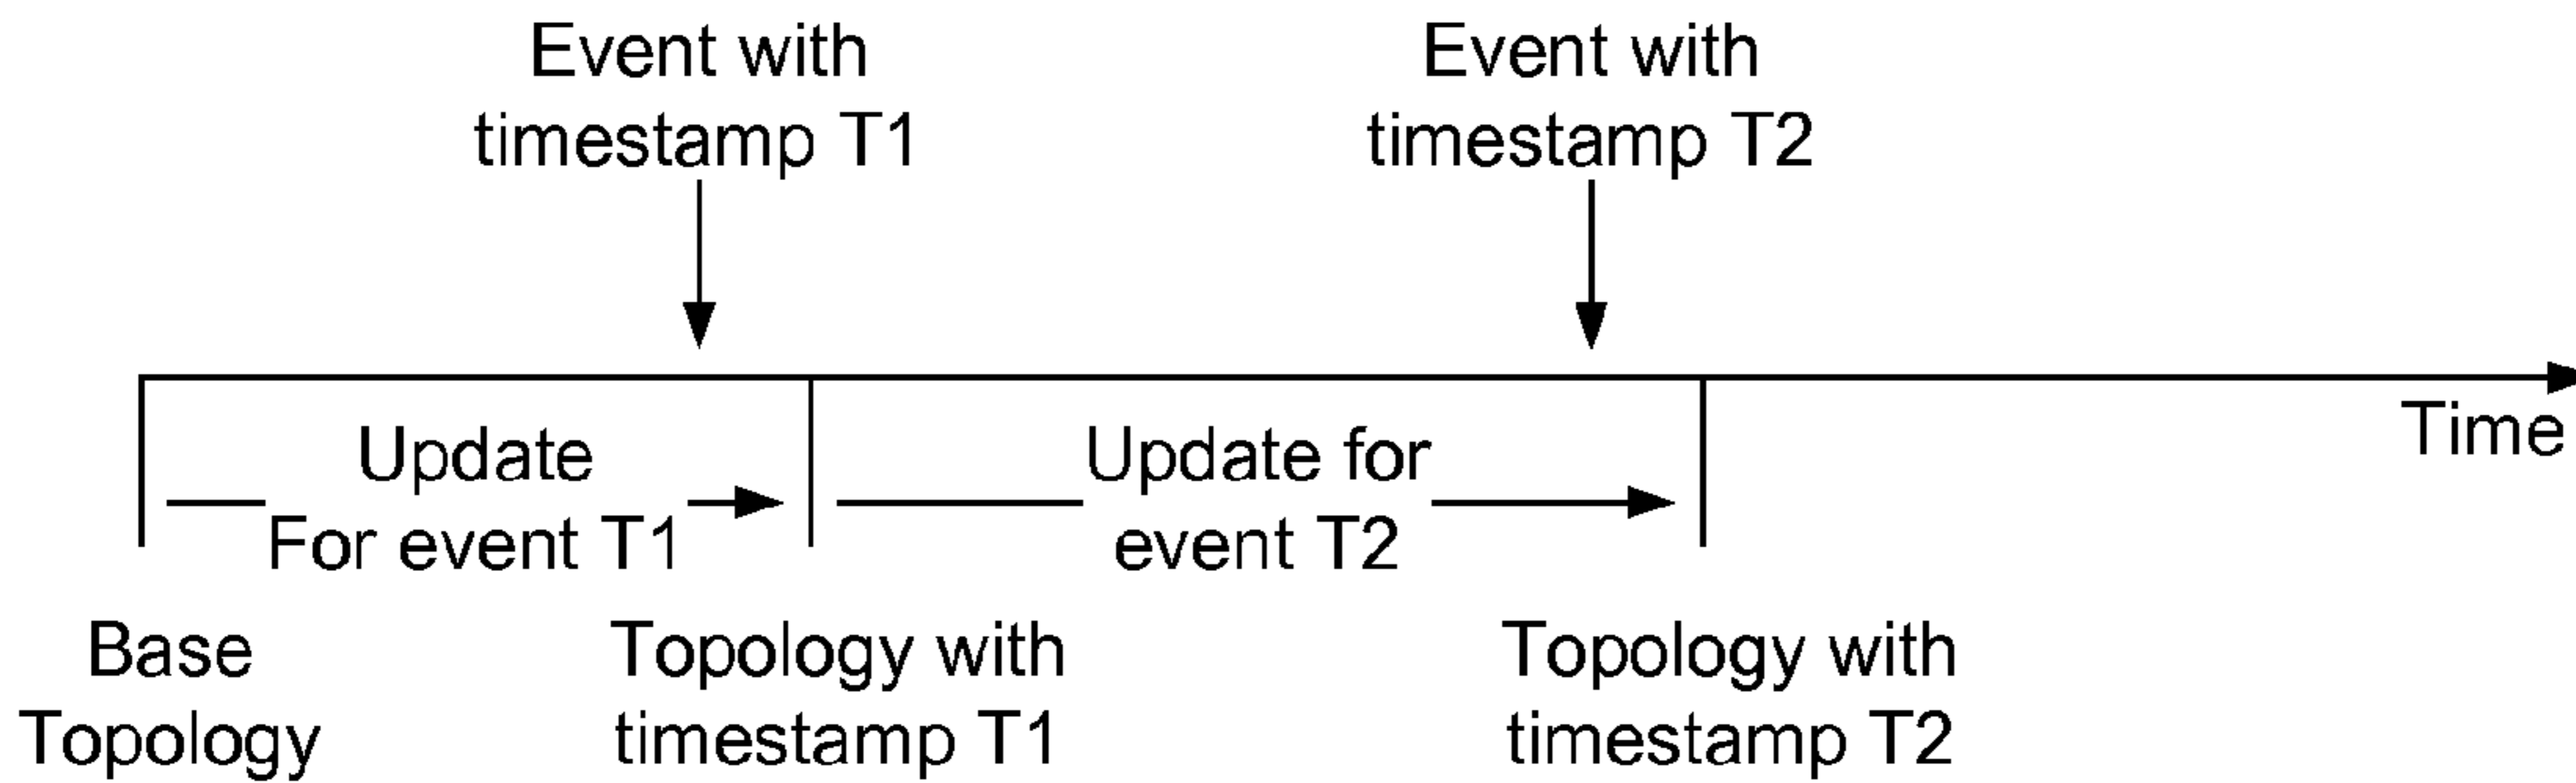 Event with
timestamp T1
Event with
timestamp T2
Time
Update
For event T1
Update for
event T2
Base
Topology
Topology with
timestamp T1
Topology with
timestamp T2